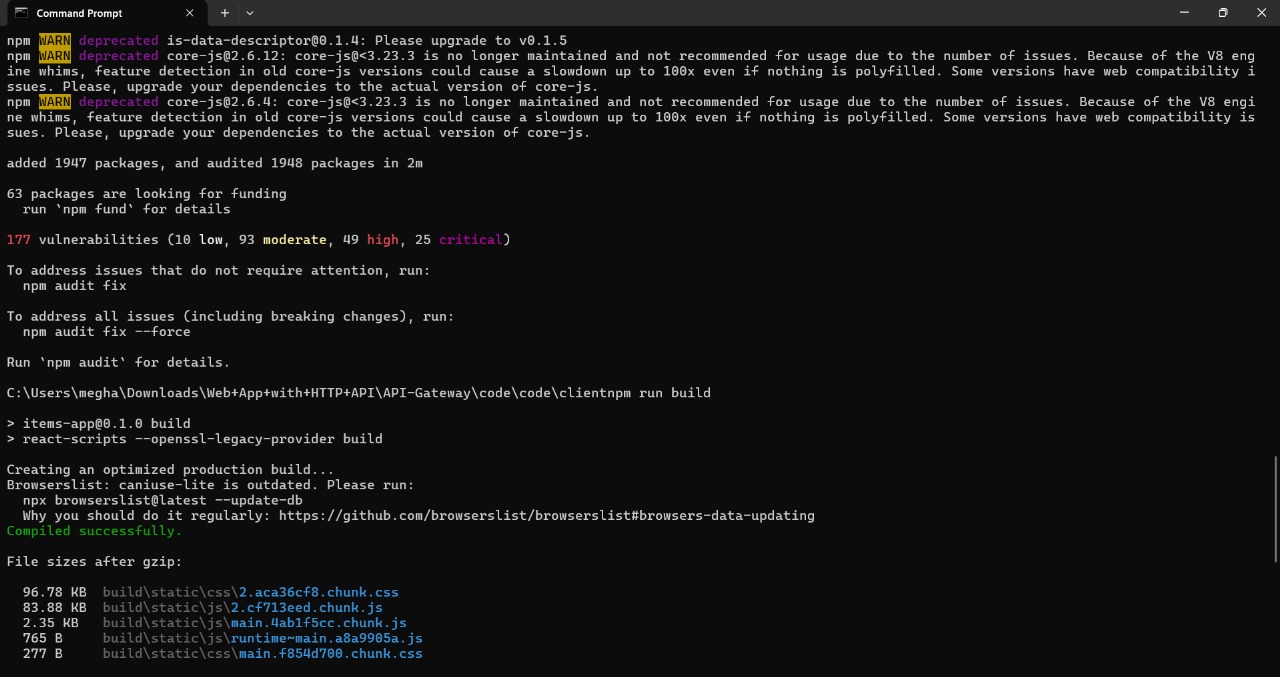 Command Prompt
npm WARN deprecated is-data-descriptor@0.1.4: Please upgrade to v0.1.5
npm WARN deprecated core-js@2.6.12: core-js@<3.23.3 is no longer maintained and not recommended for usage due to the number of issues. Because of the V8 eng
ine whims, feature detection in old core-js versions could cause a slowdown up to 100x even if nothing is polyfilled. Some versions have web compatibility i
ssues. Please, upgrade your dependencies to the actual version of core-js.
npm WARN deprecated core-js@2.6.4: core-js@<3.23.3 is no longer maintained and not recommended for usage due to the number of issues. Because of the V8 engi
ne whims, feature detection in old core-js versions could cause a slowdown up to 100x even if nothing is polyfilled. Some versions have web compatibility is
sues. Please, upgrade your dependencies to the actual version of core-js.
added 1947 packages, and audited 1948 packages in 2m
63 packages are looking for funding
run `npm fund` for details
177 vulnerabilities (10 low, 93 moderate, 49 high, 25 critical)
To address issues that do not require attention, run:
npm audit fix
To address all issues (including breaking changes), run:
npm audit fix --force
Run `npm audit` for details.
C:\Users\megha\Downloads\Web+App+with+HTTP+API\API-Gateway\code\code\clientnpm run build
> items-app@0.1.0 build
> react-scripts --openssl-legacy-provider build
Creating an optimized production build...
Browserslist: caniuse-lite is outdated. Please run:
npx browserslist@latest --update-db
Why you should do it regularly: https://github.com/browserslist/browserslist#browsers-data-updating
Compiled successfully.
File sizes after gzip:
96.78 KB build\static\css\2.aca36cf8.chunk.css
83.88 KB build\static\js\2.cf713eed.chunk.js
2.35 KB build\static\js\main.4ab1f5cc.chunk.js
765 B build\static\js\runtime~main.a8a9905a.js
277 B build\static\css\main.f854d700.chunk.css